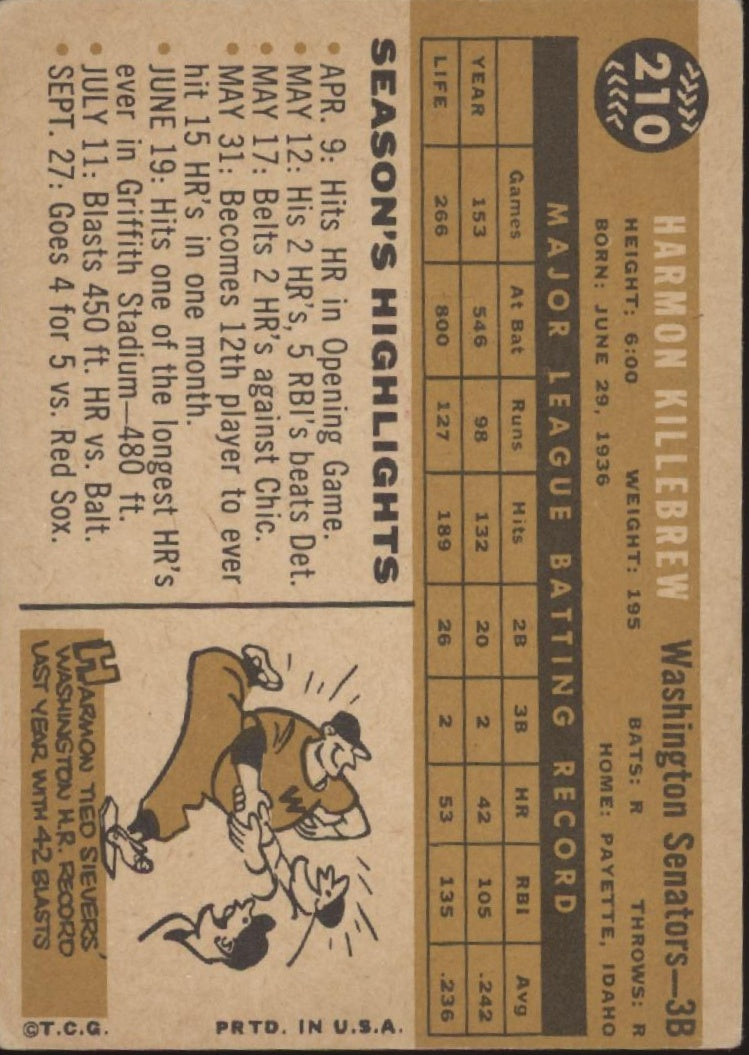 210
HARMON KILLEBREW Washington Senators—3B
HEIGHT: 6:00 WEIGHT: 195 BATS: R THROWS: R
BORN: JUNE 29, 1936 HOME: PAYETTE, IDAHO
MAJOR LEAGUE BATTING RECORD
Games At Bat Runs Hits 2B 3B HR RBI Avg
YEAR 153 546 98 132 20 2 42 105 .242
LIFE 266 800 127 189 26 2 53 135 .236
SEASON'S HIGHLIGHTS
• APR. 9: Hits HR in Opening Game.
• MAY 12: His 2 HR's, 5 RBI's beats Det.
• MAY 17: Belts 2 HR's against Chic.
• MAY 31: Becomes 12th player to ever
hit 15 HR's in one month.
• JUNE 19: Hits one of the longest HR's
ever in Griffith Stadium—480 ft.
• JULY 11: Blasts 450 ft. HR vs. Balt.
• SEPT. 27: Goes 4 for 5 vs. Red Sox.
W
HARMON TIED SIEVERS'
WASHINGTON H.R. RECORD
LAST YEAR WITH 42 BLASTS
©T.C.G. PRTD. IN U.S.A.